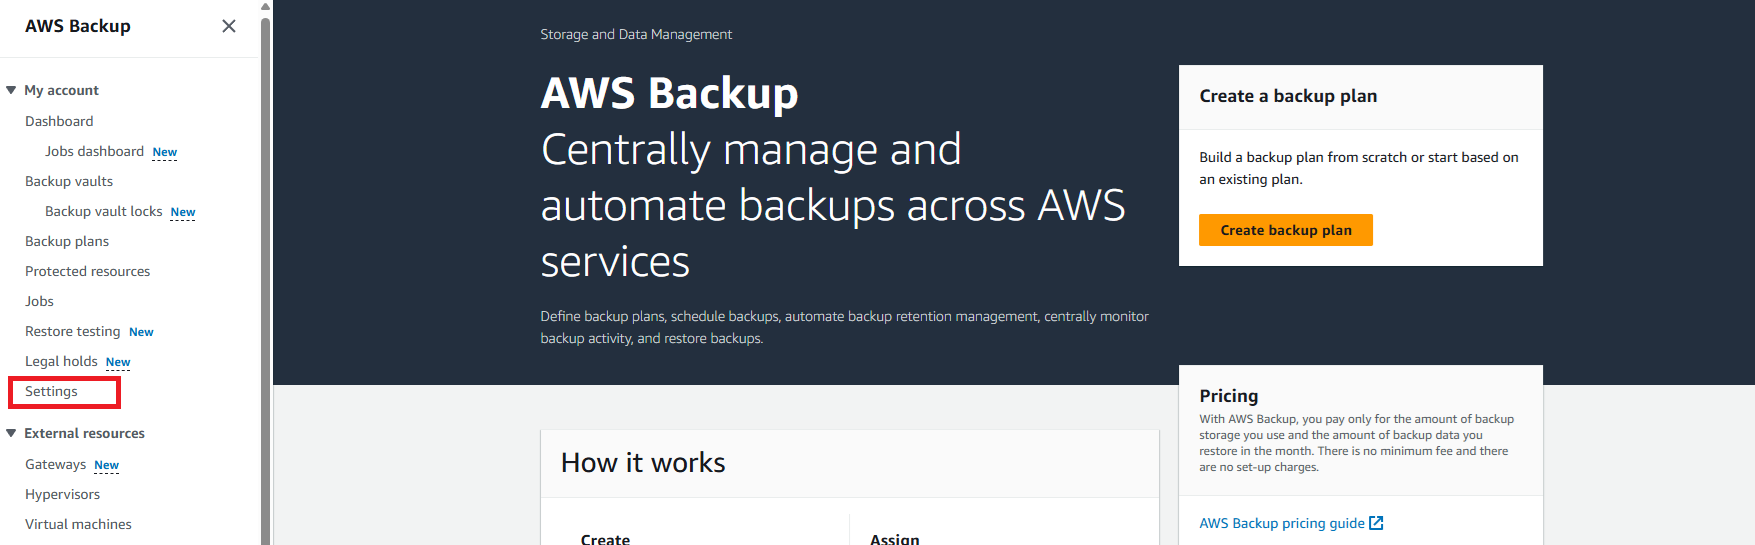 AWS Backup
My account
Dashboard
Jobs dashboard New
Backup vaults
Backup vault locks New
Backup plans
Protected resources
Jobs
Restore testing New
Legal holds New
Settings
External resources
Gateways New
Hypervisors
Virtual machines
Storage and Data Management
AWS Backup
Centrally manage and
automate backups across AWS
services
Define backup plans, schedule backups, automate backup retention management, centrally monitor
backup activity, and restore backups.
Create a backup plan
Build a backup plan from scratch or start based on
an existing plan.
Create backup plan
How it works
Create
Assign
Pricing
With AWS Backup, you pay only for the amount of backup
storage you use and the amount of backup data you
restore in the month. There is no minimum fee and there
are no set-up charges.
AWS Backup pricing guide